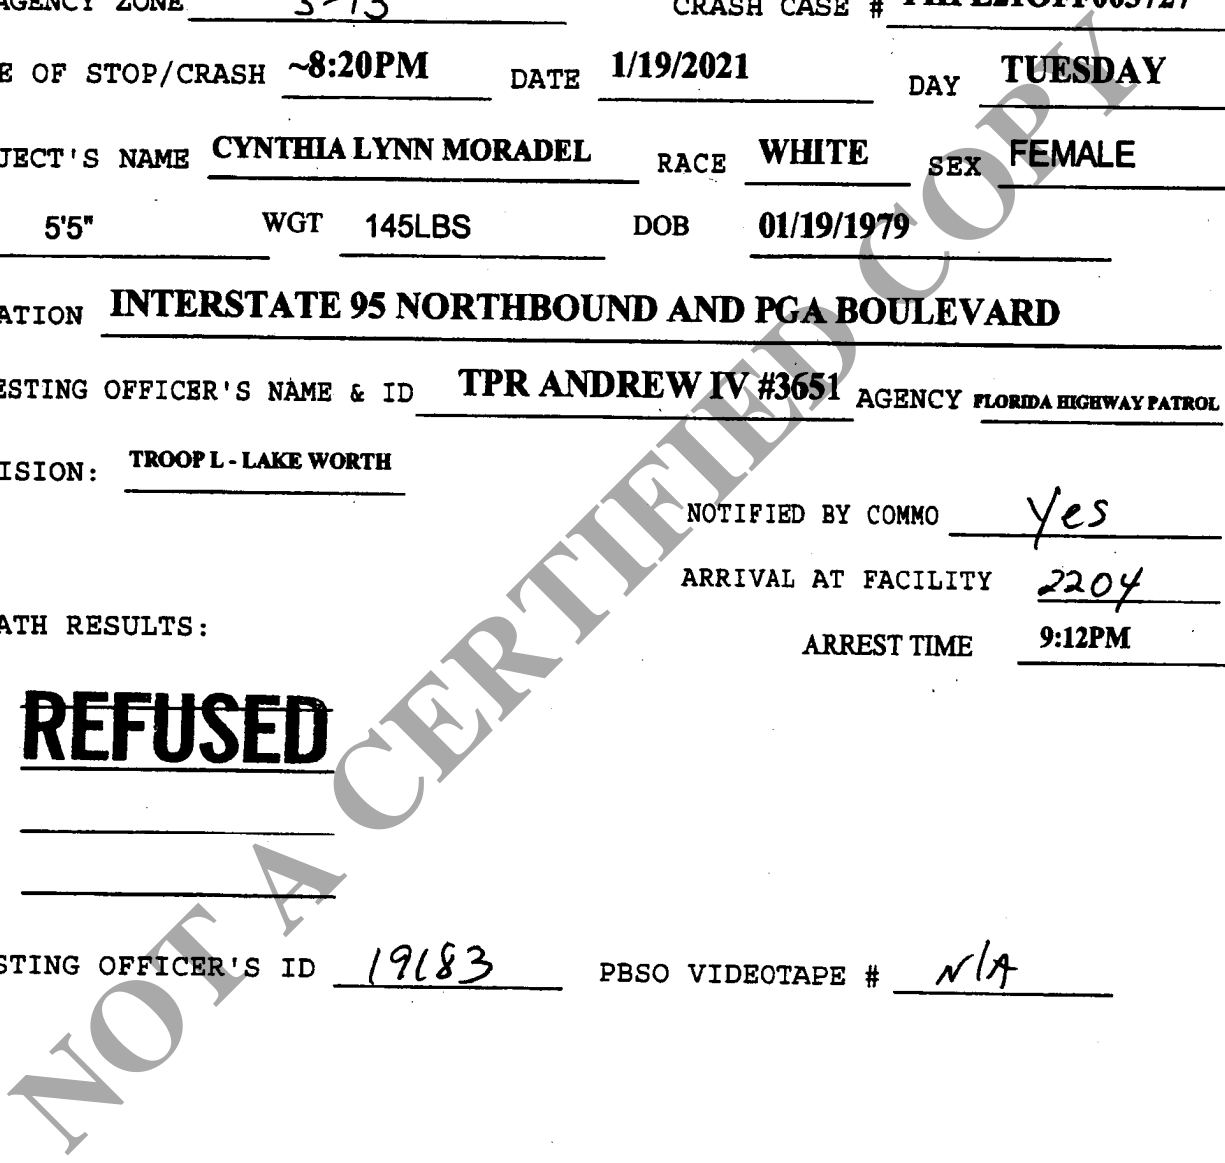 AGENCY ZONE 3-15 CRASH CASE #
E OF STOP/CRASH ~8:20PM DATE 1/19/2021 DAY TUESDAY
JECT'S NAME CYNTHIA LYNN MORADEL RACE WHITE SEX FEMALE
5'5" WGT 145LBS DOB 01/19/1979
ATION INTERSTATE 95 NORTHBOUND AND PGA BOULEVARD
ESTING OFFICER'S NAME & ID TPR ANDREW IV #3651 AGENCY FLORIDA HIGHWAY PATROL
ISION: TROOP L - LAKE WORTH
NOTIFIED BY COMMO Yes
ARRIVAL AT FACILITY 2204
ATH RESULTS:
ARREST TIME 9:12PM
REFUSED
STING OFFICER'S ID 19183 PBSO VIDEOTAPE # N/A
NOT A CERTIFIED COPY